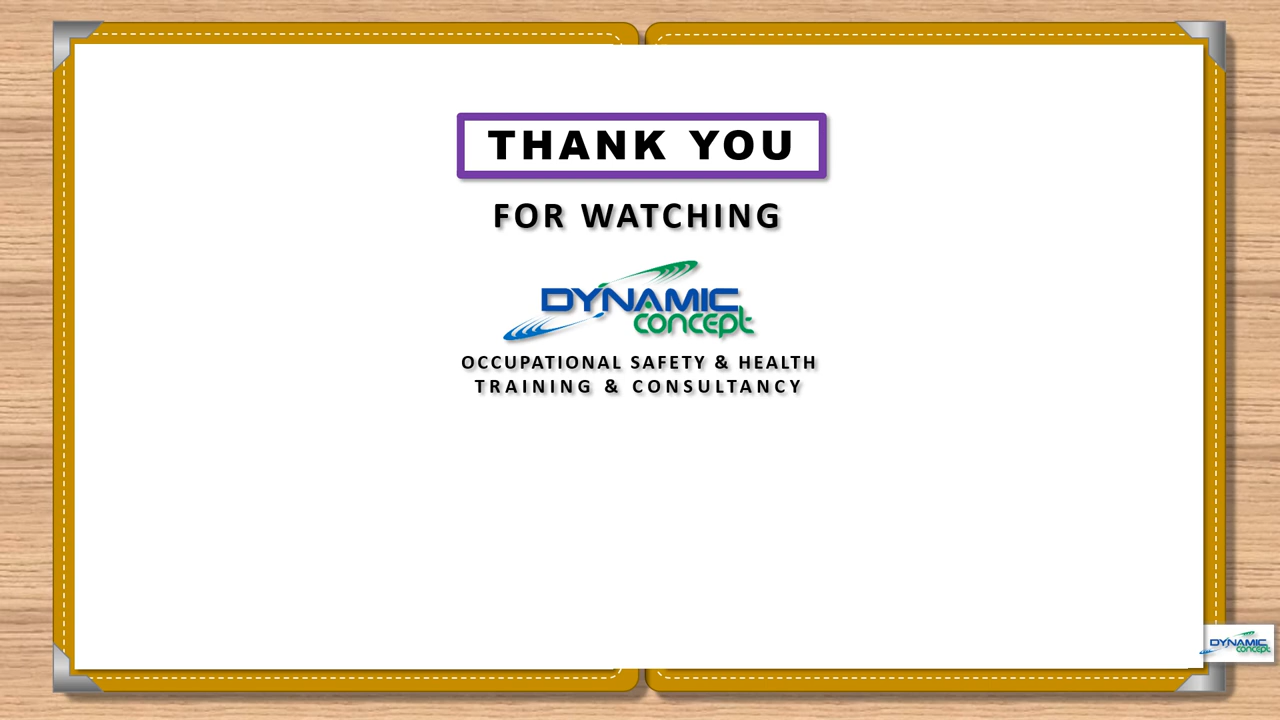 THANK YOU
FOR WATCHING
DYNAMIC
concept
OCCUPATIONAL SAFETY & HEALTH
TRAINING & CONSULTANCY
DYNAMIC
concept